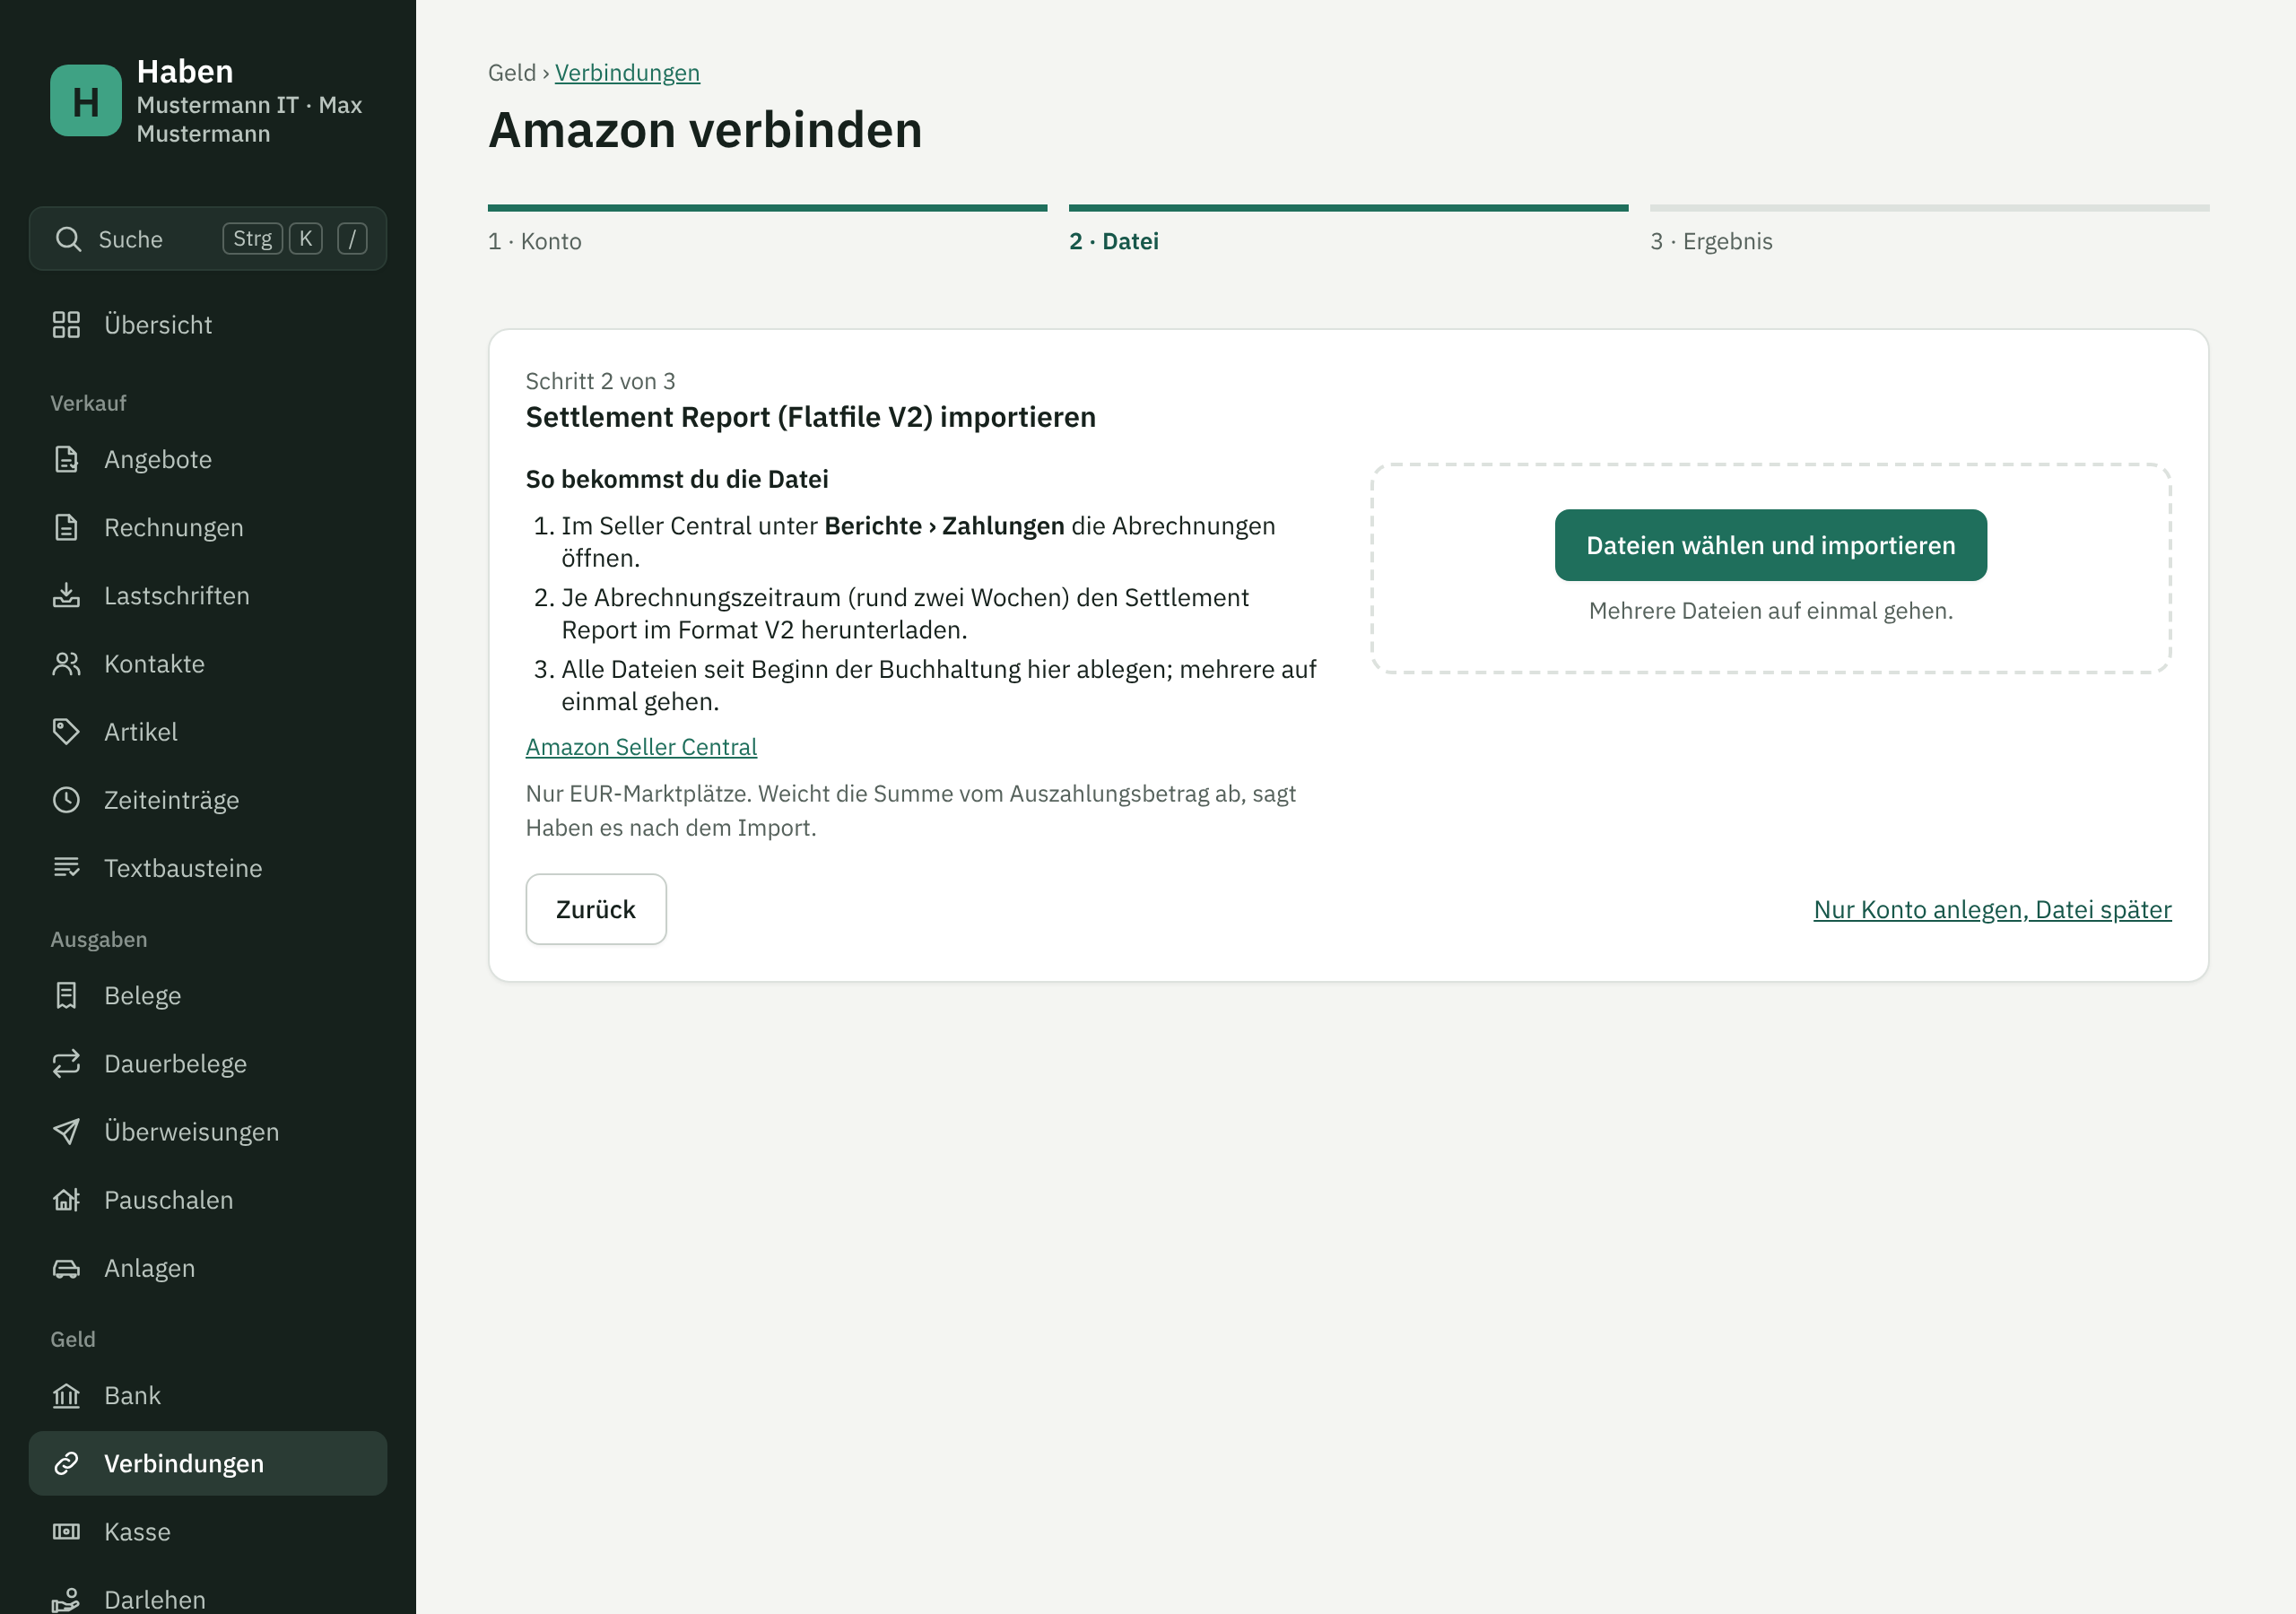 H
Haben
Mustermann IT · Max
Mustermann
Suche Strg K /
Übersicht
Verkauf
Angebote
Rechnungen
Lastschriften
Kontakte
Artikel
Zeiteinträge
Textbausteine
Ausgaben
Belege
Dauerbelege
Überweisungen
Pauschalen
Anlagen
Geld
Bank
Verbindungen
Kasse
Darlehen
Geld › Verbindungen
Amazon verbinden
1 · Konto
2 · Datei
3 · Ergebnis
Schritt 2 von 3
Settlement Report (Flatfile V2) importieren
So bekommst du die Datei
1. Im Seller Central unter Berichte › Zahlungen die Abrechnungen
öffnen.
2. Je Abrechnungszeitraum (rund zwei Wochen) den Settlement
Report im Format V2 herunterladen.
3. Alle Dateien seit Beginn der Buchhaltung hier ablegen; mehrere auf
einmal gehen.
Amazon Seller Central
Nur EUR-Marktplätze. Weicht die Summe vom Auszahlungsbetrag ab, sagt
Haben es nach dem Import.
Dateien wählen und importieren
Mehrere Dateien auf einmal gehen.
Zurück
Nur Konto anlegen, Datei später